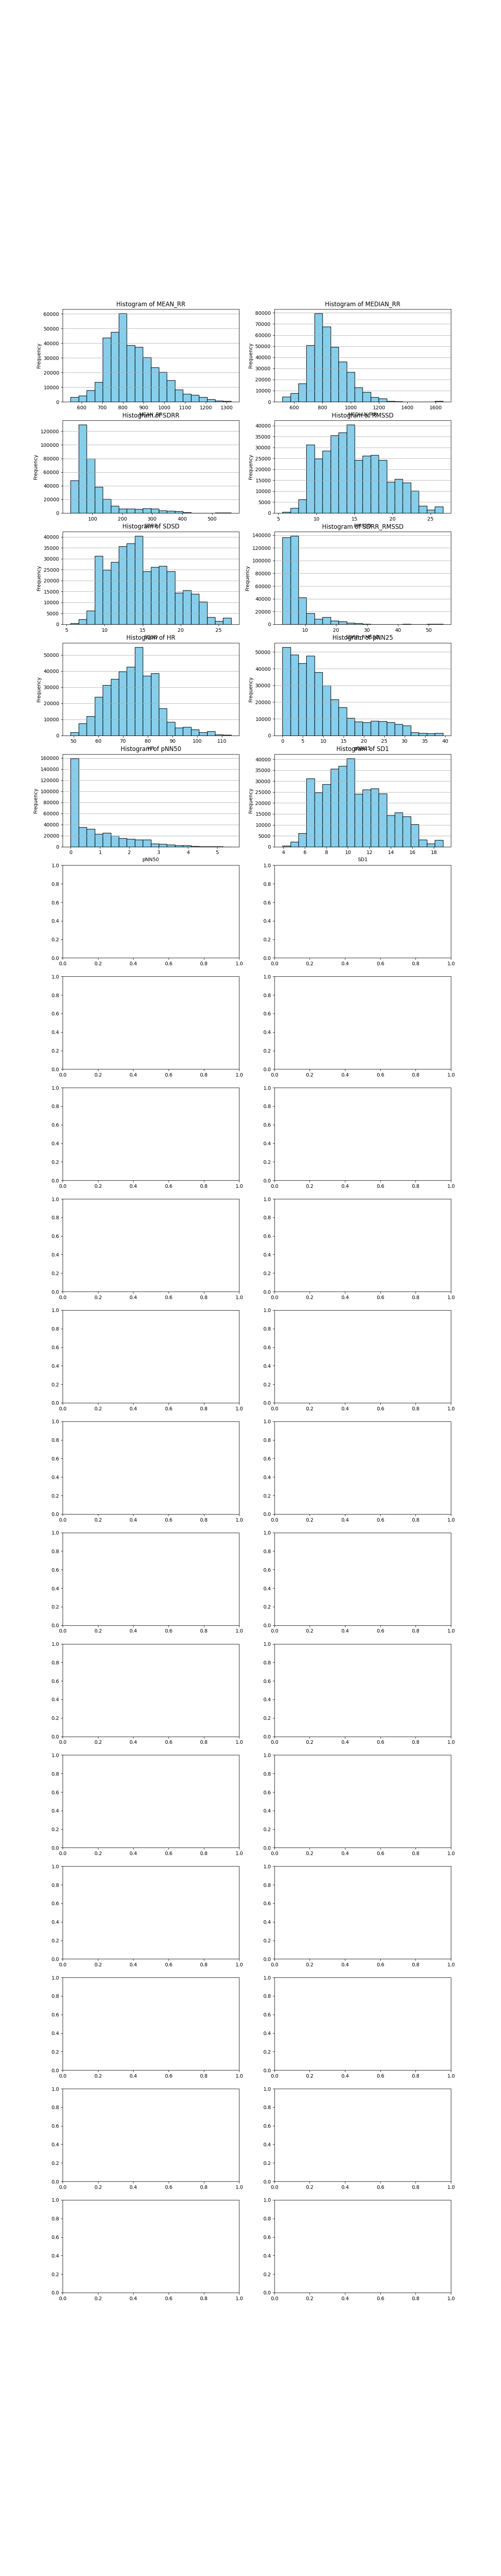 Histogram of MEAN_RR Histogram of MEDIAN_RR
60000 50000 40000 30000 20000 10000 0
Frequency
600 700 800 900 1000 1100 1200 1300
80000 70000 60000 50000 40000 30000 20000 10000 0
Frequency
600 800 1000 1200 1400 1600
Histogram of SDRR Histogram of RMSSD
120000 100000 80000 60000 40000 20000 0
Frequency
100 200 300 400 500
40000 35000 30000 25000 20000 15000 10000 5000 0
Frequency
5 10 15 20 25
Histogram of SDSD Histogram of SDRR_RMSSD
40000 35000 30000 25000 20000 15000 10000 5000 0
Frequency
5 10 15 20 25
140000 120000 100000 80000 60000 40000 20000 0
Frequency
10 20 30 40 50
Histogram of HR Histogram of pNN25
50000 40000 30000 20000 10000 0
Frequency
50 60 70 80 90 100 110
50000 40000 30000 20000 10000 0
Frequency
0 5 10 15 20 25 30 35 40
Histogram of pNN50 Histogram of SD1
160000 140000 120000 100000 80000 60000 40000 20000 0
Frequency
0 1 2 3 4 5
pNN50
40000 35000 30000 25000 20000 15000 10000 5000 0
Frequency
4 6 8 10 12 14 16 18
SD1
1.0 0.8 0.6 0.4 0.2 0.0
0.0 0.2 0.4 0.6 0.8 1.0
1.0 0.8 0.6 0.4 0.2 0.0
0.0 0.2 0.4 0.6 0.8 1.0
1.0 0.8 0.6 0.4 0.2 0.0
0.0 0.2 0.4 0.6 0.8 1.0
1.0 0.8 0.6 0.4 0.2 0.0
0.0 0.2 0.4 0.6 0.8 1.0
1.0 0.8 0.6 0.4 0.2 0.0
0.0 0.2 0.4 0.6 0.8 1.0
1.0 0.8 0.6 0.4 0.2 0.0
0.0 0.2 0.4 0.6 0.8 1.0
1.0 0.8 0.6 0.4 0.2 0.0
0.0 0.2 0.4 0.6 0.8 1.0
1.0 0.8 0.6 0.4 0.2 0.0
0.0 0.2 0.4 0.6 0.8 1.0
1.0 0.8 0.6 0.4 0.2 0.0
0.0 0.2 0.4 0.6 0.8 1.0
1.0 0.8 0.6 0.4 0.2 0.0
0.0 0.2 0.4 0.6 0.8 1.0
1.0 0.8 0.6 0.4 0.2 0.0
0.0 0.2 0.4 0.6 0.8 1.0
1.0 0.8 0.6 0.4 0.2 0.0
0.0 0.2 0.4 0.6 0.8 1.0
1.0 0.8 0.6 0.4 0.2 0.0
0.0 0.2 0.4 0.6 0.8 1.0
1.0 0.8 0.6 0.4 0.2 0.0
0.0 0.2 0.4 0.6 0.8 1.0
1.0 0.8 0.6 0.4 0.2 0.0
0.0 0.2 0.4 0.6 0.8 1.0
1.0 0.8 0.6 0.4 0.2 0.0
0.0 0.2 0.4 0.6 0.8 1.0
1.0 0.8 0.6 0.4 0.2 0.0
0.0 0.2 0.4 0.6 0.8 1.0
1.0 0.8 0.6 0.4 0.2 0.0
0.0 0.2 0.4 0.6 0.8 1.0
1.0 0.8 0.6 0.4 0.2 0.0
0.0 0.2 0.4 0.6 0.8 1.0
1.0 0.8 0.6 0.4 0.2 0.0
0.0 0.2 0.4 0.6 0.8 1.0
1.0 0.8 0.6 0.4 0.2 0.0
0.0 0.2 0.4 0.6 0.8 1.0
1.0 0.8 0.6 0.4 0.2 0.0
0.0 0.2 0.4 0.6 0.8 1.0
1.0 0.8 0.6 0.4 0.2 0.0
0.0 0.2 0.4 0.6 0.8 1.0
1.0 0.8 0.6 0.4 0.2 0.0
0.0 0.2 0.4 0.6 0.8 1.0
1.0 0.8 0.6 0.4 0.2 0.0
0.0 0.2 0.4 0.6 0.8 1.0
1.0 0.8 0.6 0.4 0.2 0.0
0.0 0.2 0.4 0.6 0.8 1.0